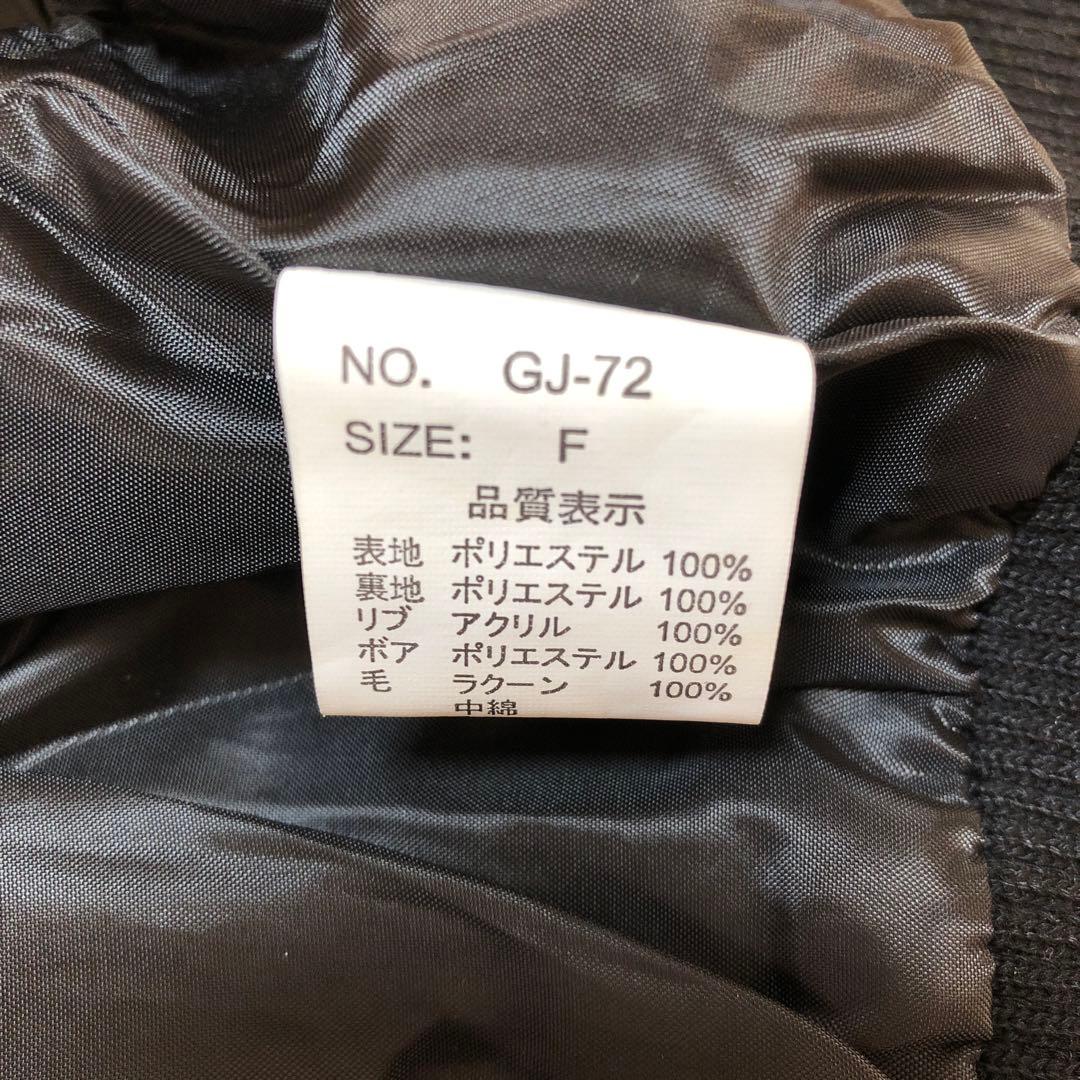 NO. GJ-72
SIZE: F
品質表示
表地 ポリエステル 100%
裏地 ポリエステル 100%
リブ アクリル 100%
ボア ポリエステル 100%
毛 ラクーン 100%
中綿